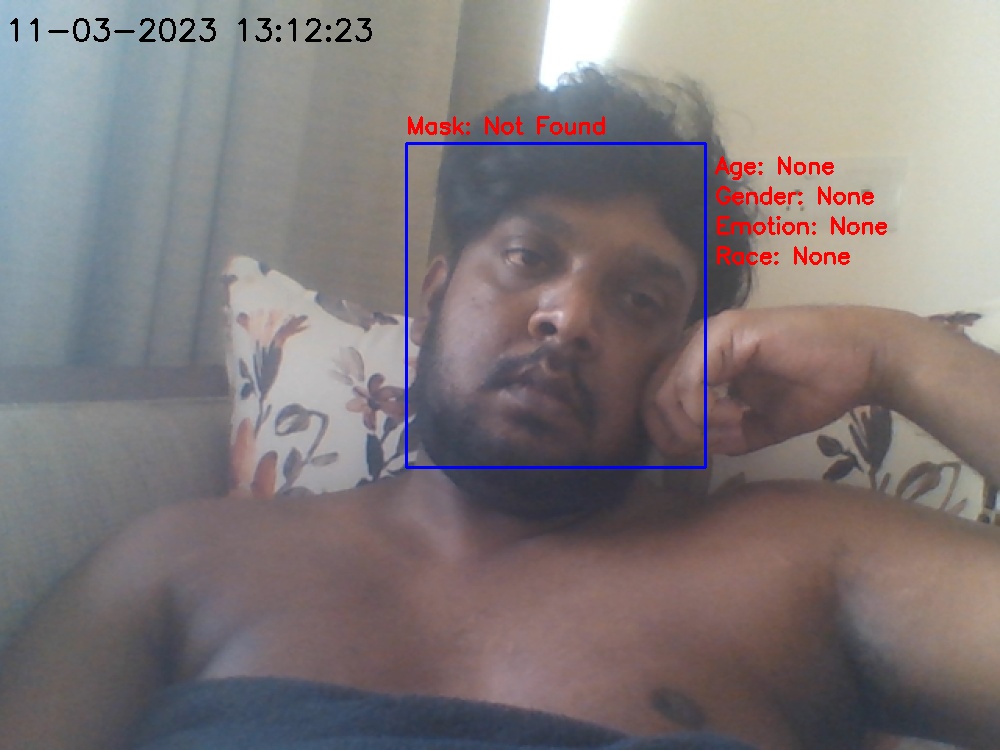 11-03-2023 13:12:23
Mask: Not Found
Age: None
Gender: None
Emotion: None
Race: None